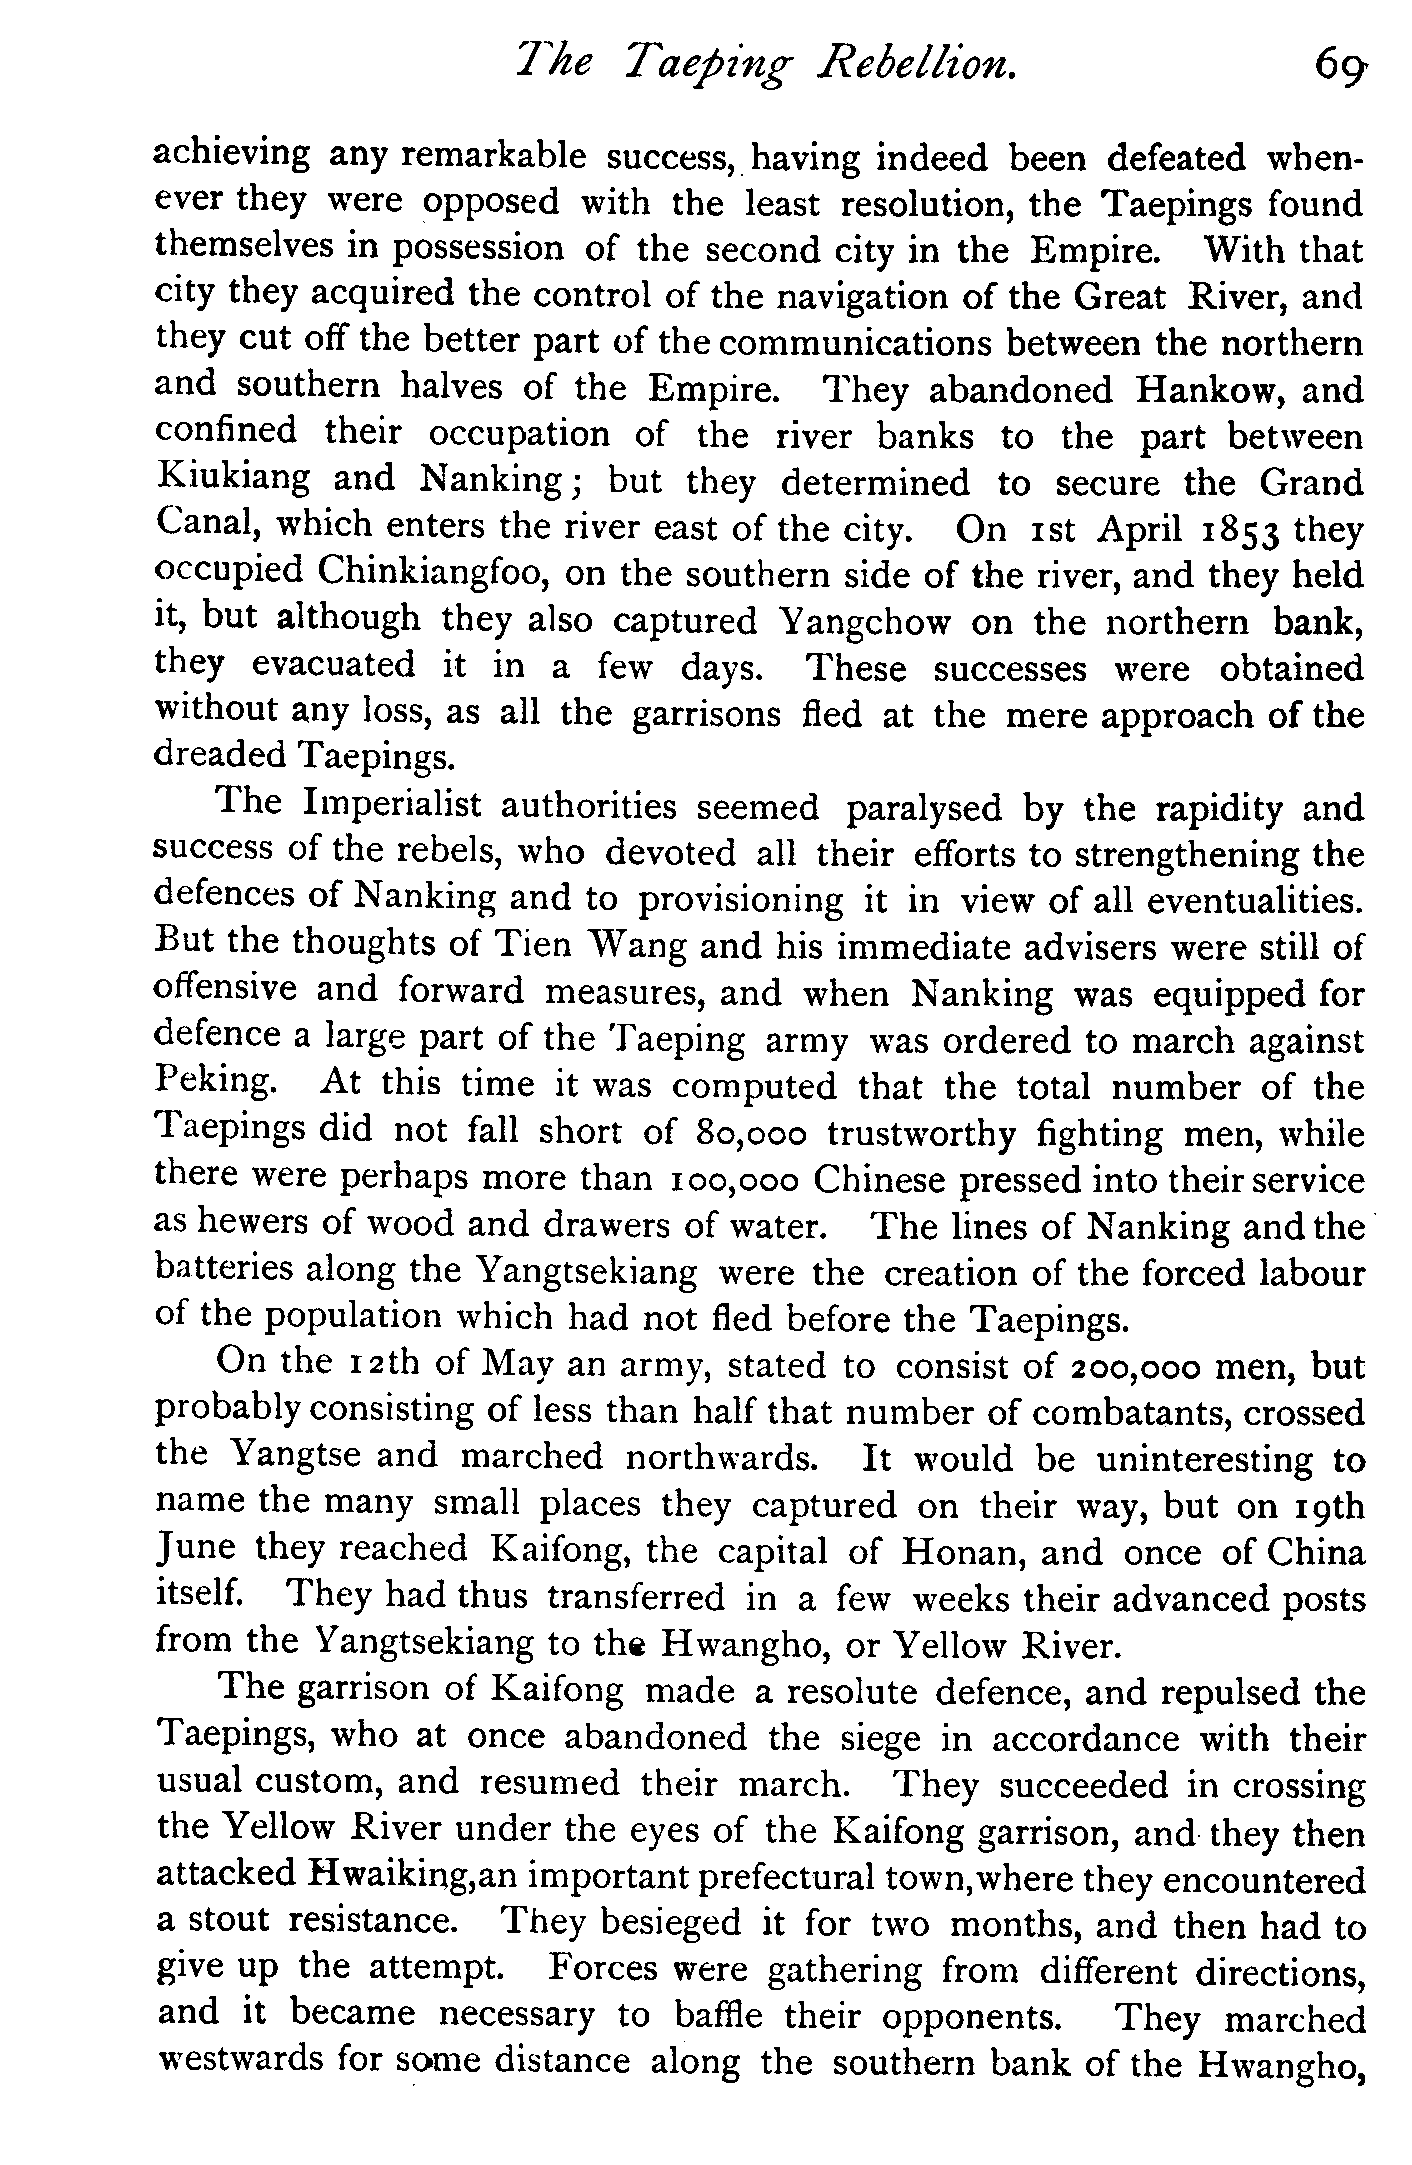 The Taeping Rebellion. 69
achieving any remarkable success, having indeed been defeated when-
ever they were opposed with the least resolution, the Taepings found
themselves in possession of the second city in the Empire. With that
city they acquired the control of the navigation of the Great River, and
they cut off the better part of the communications between the northern
and southern halves of the Empire. They abandoned Hankow, and
confined their occupation of the river banks to the part between
Kiukiang and Nanking; but they determined to secure the Grand
Canal, which enters the river east of the city. On 1st April 1853 they
occupied Chinkiangfoo, on the southern side of the river, and they held
it, but although they also captured Yangchow on the northern bank,
they evacuated it in a few days. These successes were obtained
without any loss, as all the garrisons fled at the mere approach of the
dreaded Taepings.
The Imperialist authorities seemed paralysed by the rapidity and
success of the rebels, who devoted all their efforts to strengthening the
defences of Nanking and to provisioning it in view of all eventualities.
But the thoughts of Tien Wang and his immediate advisers were still of
offensive and forward measures, and when Nanking was equipped for
defence a large part of the Taeping army was ordered to march against
Peking. At this time it was computed that the total number of the
Taepings did not fall short of 80,000 trustworthy fighting men, while
there were perhaps more than 100,000 Chinese pressed into their service
as hewers of wood and drawers of water. The lines of Nanking and the
batteries along the Yangtsekiang were the creation of the forced labour
of the population which had not fled before the Taepings.
On the 12th of May an army, stated to consist of 200,000 men, but
probably consisting of less than half that number of combatants, crossed
the Yangtse and marched northwards. It would be uninteresting to
name the many small places they captured on their way, but on 19th
June they reached Kaifong, the capital of Honan, and once of China
itself. They had thus transferred in a few weeks their advanced posts
from the Yangtsekiang to the Hwangho, or Yellow River.
The garrison of Kaifong made a resolute defence, and repulsed the
Taepings, who at once abandoned the siege in accordance with their
usual custom, and resumed their march. They succeeded in crossing
the Yellow River under the eyes of the Kaifong garrison, and they then
attacked Hwaiking, an important prefectural town, where they encountered
a stout resistance. They besieged it for two months, and then had to
give up the attempt. Forces were gathering from different directions,
and it became necessary to baffle their opponents. They marched
westwards for some distance along the southern bank of the Hwangho,